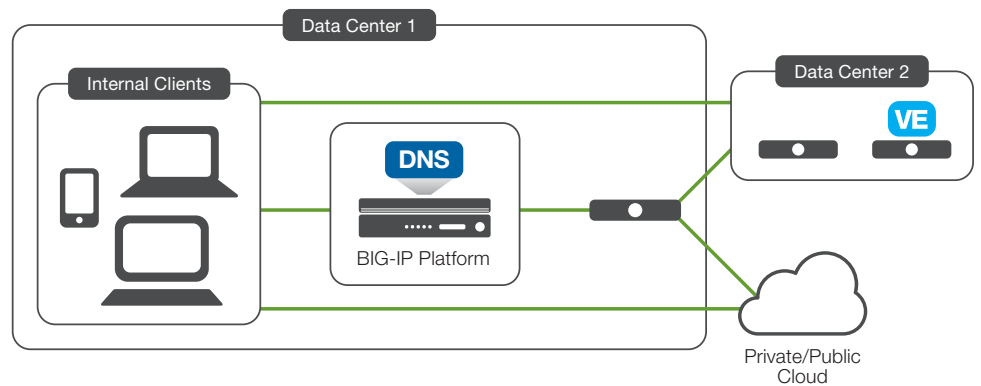 Data Center 1
Internal Clients
Data Center 2
VE
DNS
BIG-IP Platform
Private/Public
Cloud